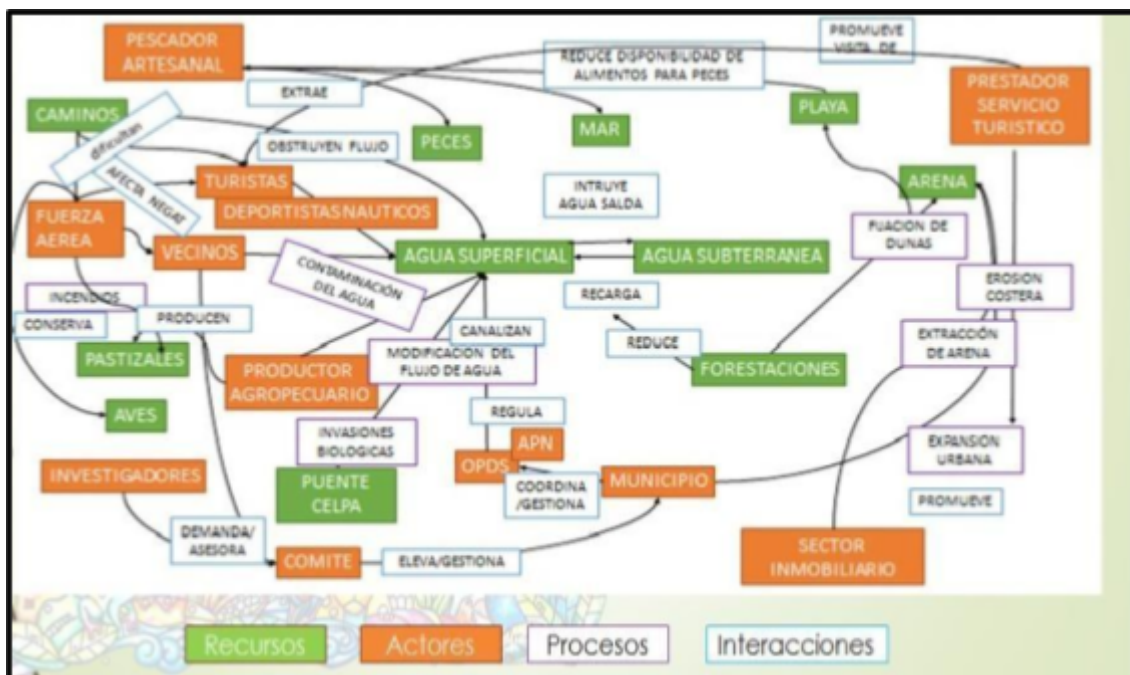 PESCADOR
ARTESANAL
PROMUEVE
VISITA DE
REDUCE DISPONIBILIDAD DE
ALIMENTOS PARA PECES
PRESTADOR
SERVICIO
TURISTICO
EXTRAE
PLAYA
CAMINOS
dificultan
OBSTRUYEN FLUJO
PECES
MAR
AFECTA NEGAT
TURISTAS
INTRUYE
AGUA SALDA
ARENA
FUERZA
AEREA
DEPORTISTAS NAUTICOS
FIJACION DE
DUNAS
VECINOS
AGUA SUPERFICIAL
AGUA SUBTERRANEA
CONTAMINACIÓN
DEL AGUA
EROSION
COSTERA
INCENDIOS
RECARGA
CONSERVA
PRODUCEN
CANALIZAN
REDUCE
EXTRACCIÓN
DE ARENA
PASTIZALES
MODIFICACION DEL
FLUJO DE AGUA
FORESTACIONES
PRODUCTOR
AGROPECUARIO
AVES
REGULA
INVASIONES
BIOLOGICAS
APN
EXPANSION
URBANA
INVESTIGADORES
OPDS
PUENTE
CELPA
COORDINA
/GESTIONA
MUNICIPIO
PROMUEVE
DEMANDA/
ASESORA
COMITE
ELEVA/GESTIONA
SECTOR
INMOBILIARIO
Recursos
Actores
Procesos
Interacciones